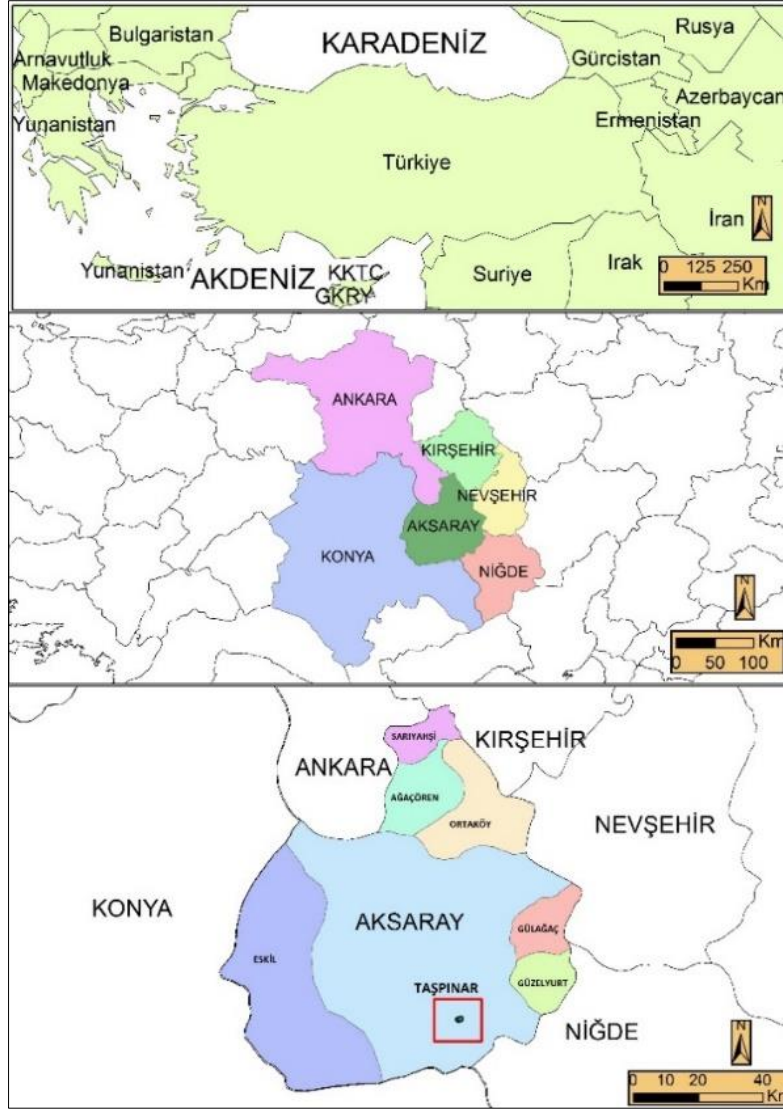 Bulgaristan
KARADENİZ
Rusya
Arnavutluk
Gürcistan
Makedonya
Azerbaycan
Yunanistan
Ermenistan
Türkiye
N
İran
Yunanistan
AKDENİZ
KKTC
Suriye
Irak
0 125 250
GKRY
Km
ANKARA
KIRŞEHİR
NEVŞEHİR
AKSARAY
KONYA
NİĞDE
N
Km
0 50 100
SARIYAHŞİ
KIRŞEHİR
ANKARA
AĞAÇÖREN
ORTAKÖY
NEVŞEHİR
KONYA
AKSARAY
GÜLAĞAÇ
ESKİL
GÜZELYURT
TAŞPINAR
NİĞDE
N
0 10 20 40
Km